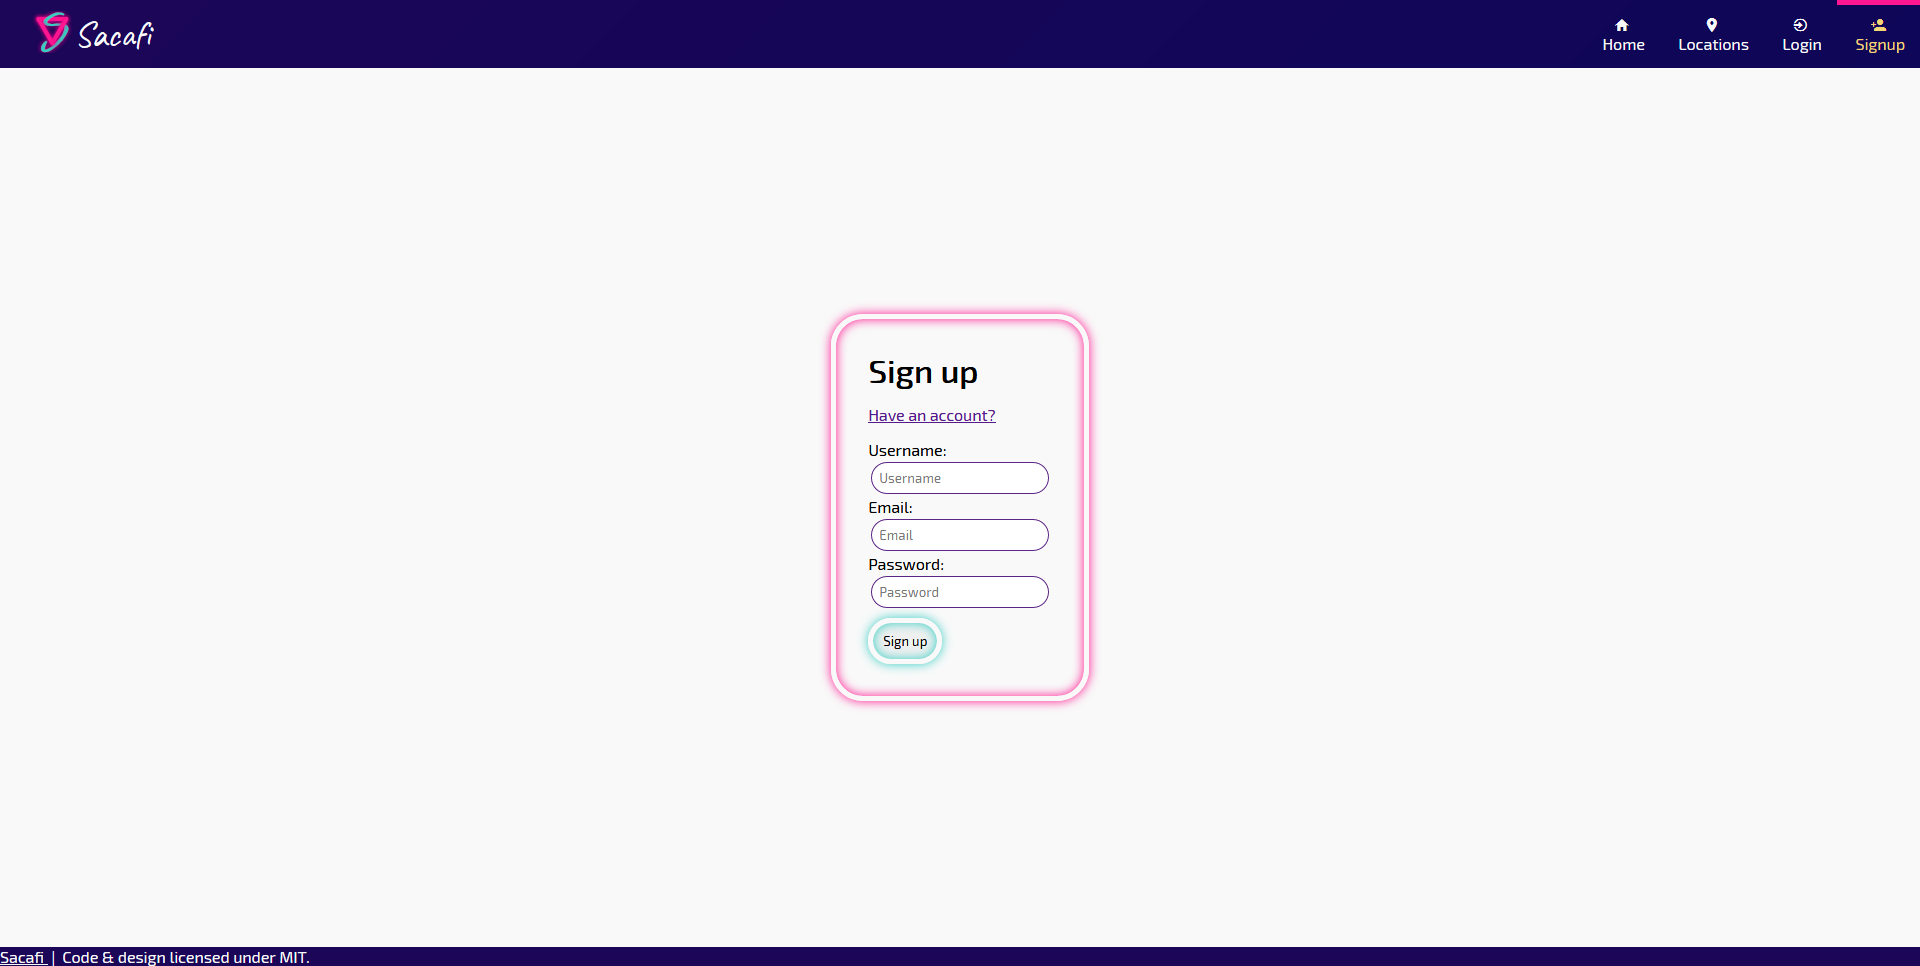 Sacafi
Home
Locations
Login
Signup
Sign up
Have an account?
Username:
Username
Email:
Email
Password:
Password
Sign up
Sacafi | Code & design licensed under MIT.